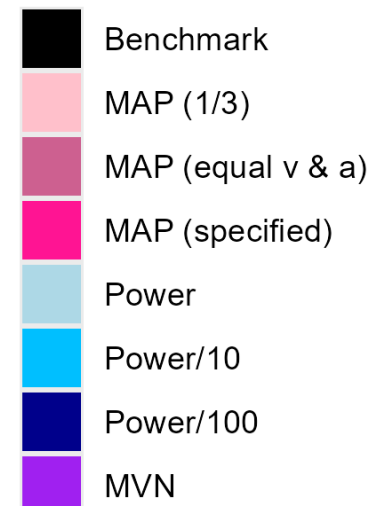 Benchmark
MAP (1/3)
MAP (equal v & a)
MAP (specified)
Power
Power/10
Power/100
MVN